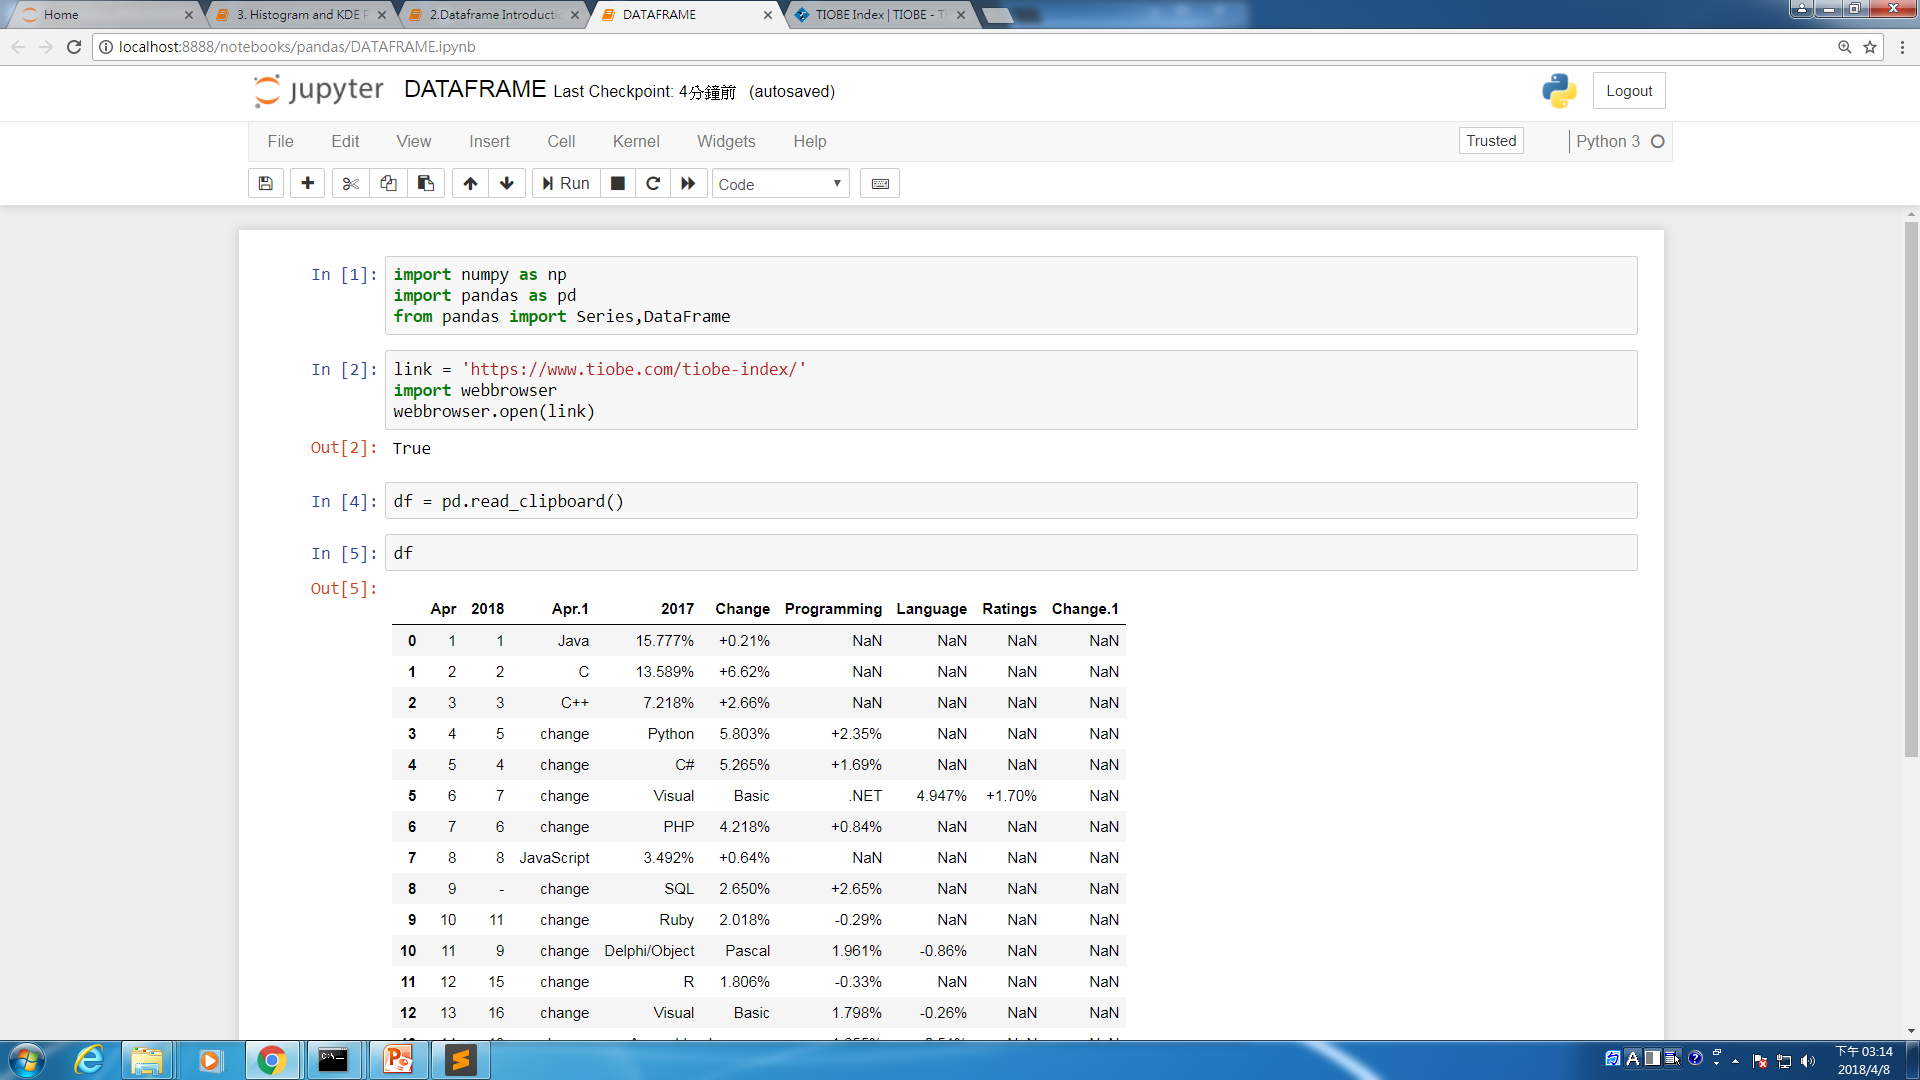 Home
3. Histogram and KDE P
2.Dataframe Introductio
DATAFRAME
TIOBE Index | TIOBE - Th
localhost:8888/notebooks/pandas/DATAFRAME.ipynb
jupyter DATAFRAME Last Checkpoint: 4分鐘前 (autosaved) Logout
File Edit View Insert Cell Kernel Widgets Help Trusted Python 3
Run Code
In [1]: import numpy as np
import pandas as pd
from pandas import Series,DataFrame
In [2]: link = 'https://www.tiobe.com/tiobe-index/'
import webbrowser
webbrowser.open(link)
Out[2]: True
In [4]: df = pd.read_clipboard()
In [5]: df
Out[5]:
Apr 2018 Apr.1 2017 Change Programming Language Ratings Change.1
0 1 1 Java 15.777% +0.21% NaN NaN NaN NaN
1 2 2 C 13.589% +6.62% NaN NaN NaN NaN
2 3 3 C++ 7.218% +2.66% NaN NaN NaN NaN
3 4 5 change Python 5.803% +2.35% NaN NaN NaN
4 5 4 change C# 5.265% +1.69% NaN NaN NaN
5 6 7 change Visual Basic .NET 4.947% +1.70% NaN
6 7 6 change PHP 4.218% +0.84% NaN NaN NaN
7 8 8 JavaScript 3.492% +0.64% NaN NaN NaN NaN
8 9 - change SQL 2.650% +2.65% NaN NaN NaN
9 10 11 change Ruby 2.018% -0.29% NaN NaN NaN
10 11 9 change Delphi/Object Pascal 1.961% -0.86% NaN NaN
11 12 15 change R 1.806% -0.33% NaN NaN NaN
12 13 16 change Visual Basic 1.798% -0.26% NaN NaN
下午 03:14
2018/4/8